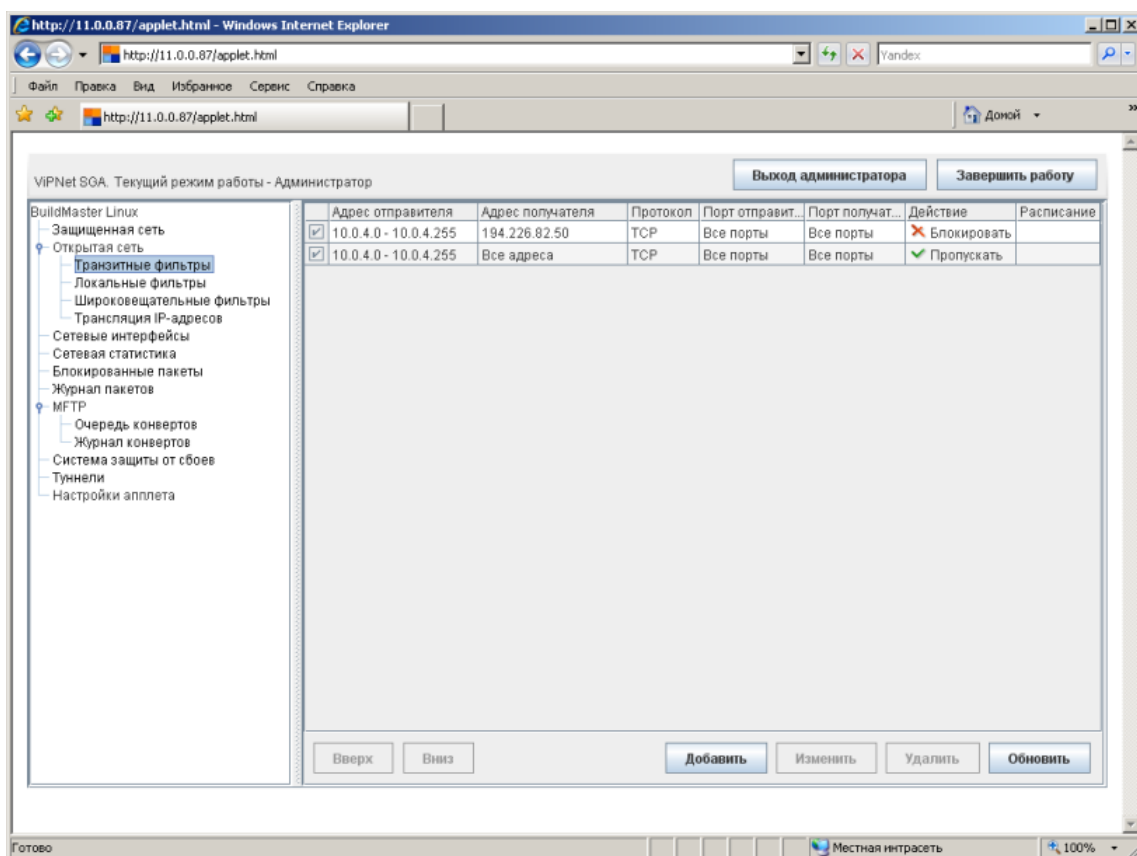 http://11.0.0.87/applet.html - Windows Internet Explorer
http://11.0.0.87/applet.html
Yandex
Файл Правка Вид Избранное Сервис Справка
http://11.0.0.87/applet.html
Домой
»
ViPNet SGA. Текущий режим работы - Администратор
Выход администратора
Завершить работу
BuildMaster Linux
Защищенная сеть
Открытая сеть
Транзитные фильтры
Локальные фильтры
Широковещательные фильтры
Трансляция IP-адресов
Сетевые интерфейсы
Сетевая статистика
Блокированные пакеты
Журнал пакетов
MFTP
Очередь конвертов
Журнал конвертов
Система защиты от сбоев
Туннели
Настройки апплета
Адрес отправителя Адрес получателя Протокол Порт отправит... Порт получат... Действие Расписание
10.0.4.0 - 10.0.4.255 194.226.82.50 TCP Все порты Все порты Блокировать
10.0.4.0 - 10.0.4.255 Все адреса TCP Все порты Все порты Пропускать
Вверх Вниз Добавить Изменить Удалить Обновить
Готово Местная интрасеть 100%